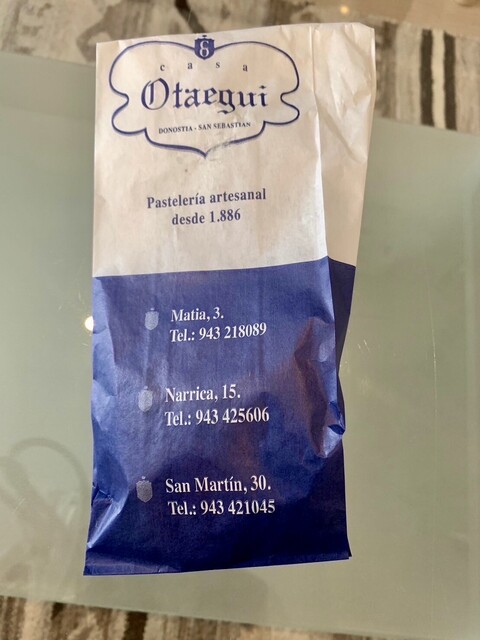 casa
Otaegui
DONOSTIA - SAN SEBASTIAN
Pastelería artesanal
desde 1.886
Matia, 3.
Tel.: 943 218089
Narrica, 15.
Tel.: 943 425606
San Martín, 30.
Tel.: 943 421045